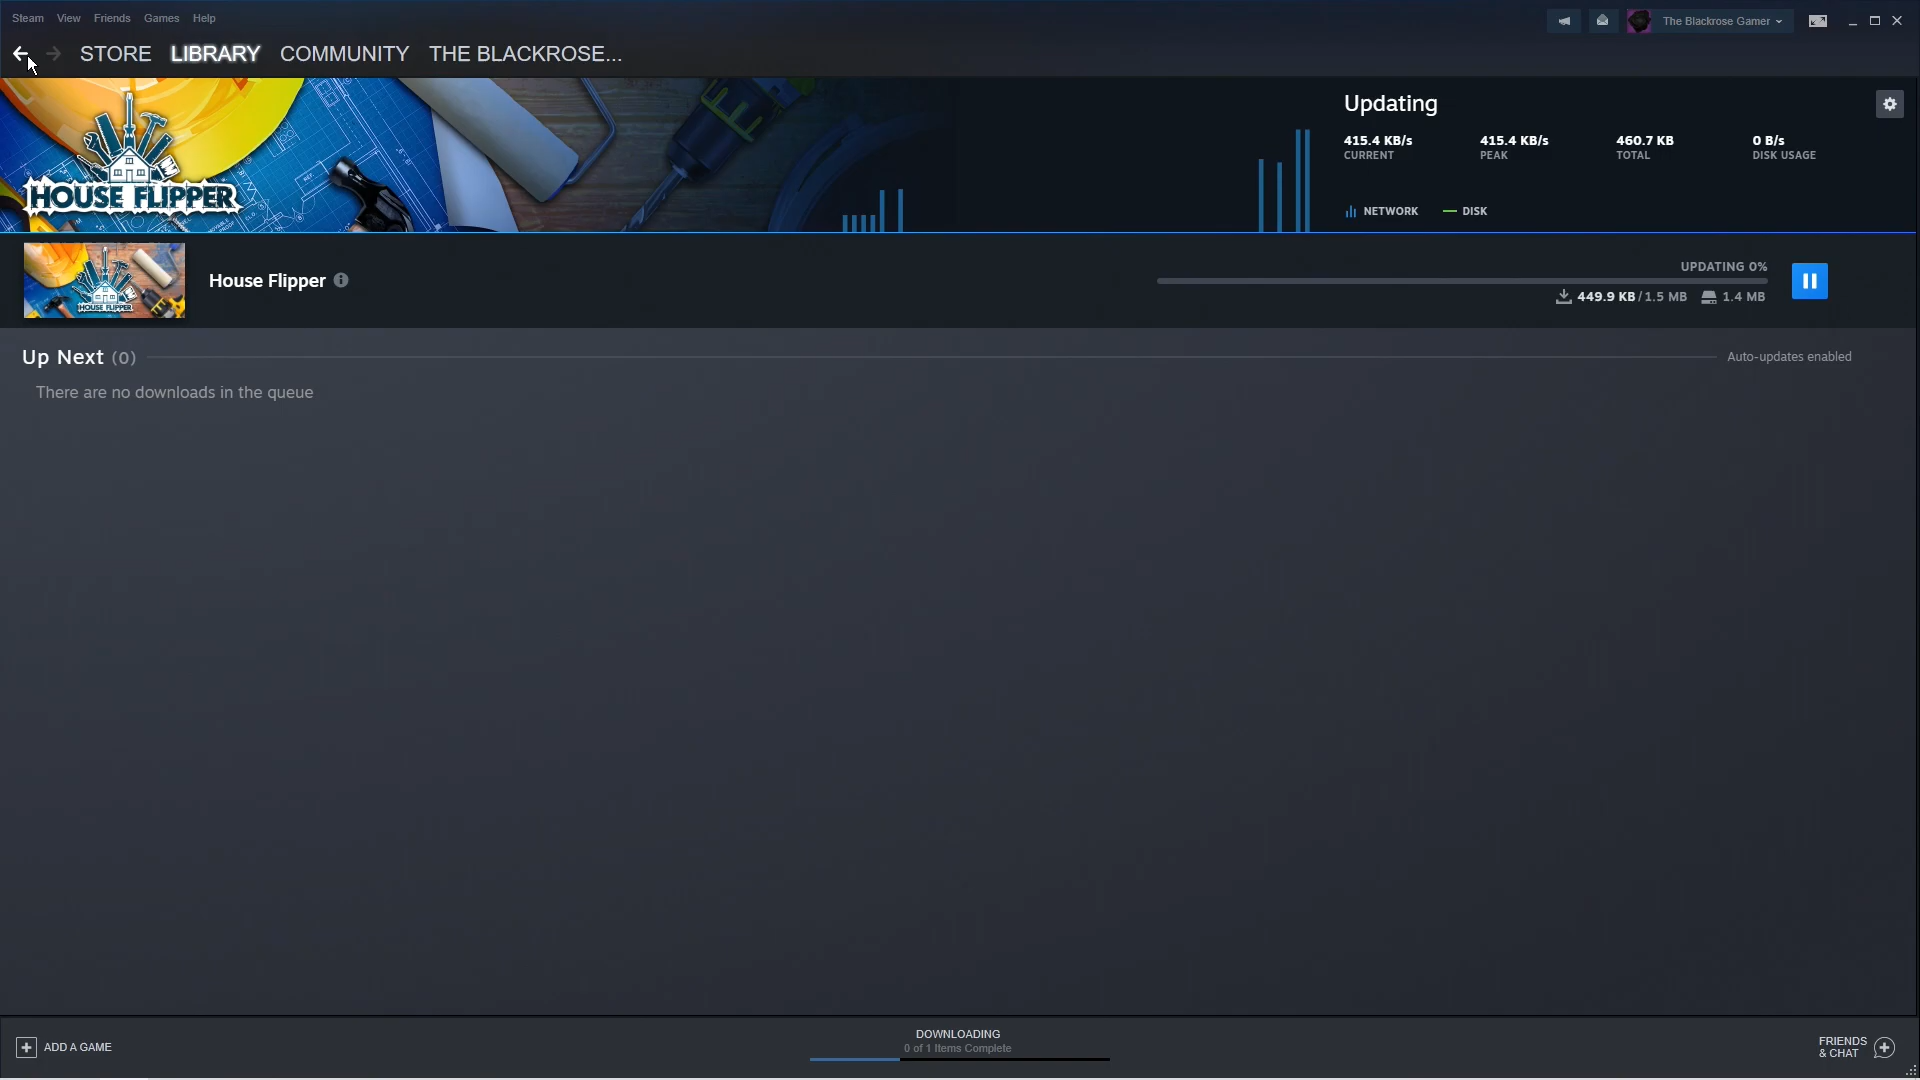 Steam View Friends Games Help
The Blackrose Gamer
STORE LIBRARY COMMUNITY THE BLACKROSE...
HOUSE FLIPPER
Updating
415.4 KB/s 415.4 KB/s 460.7 KB 0 B/s
CURRENT PEAK TOTAL DISK USAGE
NETWORK DISK
HOUSE FLIPPER
House Flipper
UPDATING 0%
449.9 KB / 1.5 MB 1.4 MB
Up Next (0)
Auto-updates enabled
There are no downloads in the queue
ADD A GAME
DOWNLOADING
0 of 1 Items Complete
FRIENDS
& CHAT